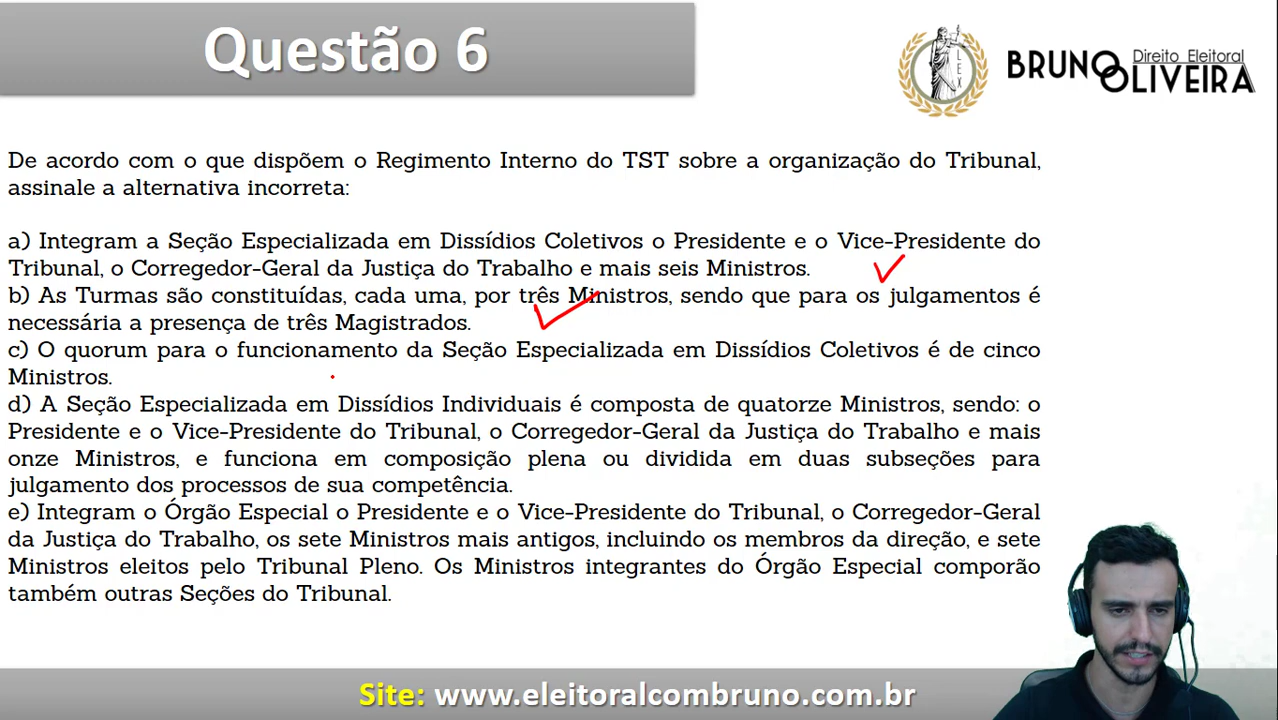 Questão 6
LEX
BRUNO Direito Eleitoral
OLIVEIRA
De acordo com o que dispõem o Regimento Interno do TST sobre a organização do Tribunal,
assinale a alternativa incorreta:
a) Integram a Seção Especializada em Dissídios Coletivos o Presidente e o Vice-Presidente do
Tribunal, o Corregedor-Geral da Justiça do Trabalho e mais seis Ministros.
b) As Turmas são constituídas, cada uma, por três Ministros, sendo que para os julgamentos é
necessária a presença de três Magistrados.
c) O quorum para o funcionamento da Seção Especializada em Dissídios Coletivos é de cinco
Ministros.
d) A Seção Especializada em Dissídios Individuais é composta de quatorze Ministros, sendo: o
Presidente e o Vice-Presidente do Tribunal, o Corregedor-Geral da Justiça do Trabalho e mais
onze Ministros, e funciona em composição plena ou dividida em duas subseções para
julgamento dos processos de sua competência.
e) Integram o Órgão Especial o Presidente e o Vice-Presidente do Tribunal, o Corregedor-Geral
da Justiça do Trabalho, os sete Ministros mais antigos, incluindo os membros da direção, e sete
Ministros eleitos pelo Tribunal Pleno. Os Ministros integrantes do Órgão Especial comporão
também outras Seções do Tribunal.
Site: www.eleitoralcombruno.com.br